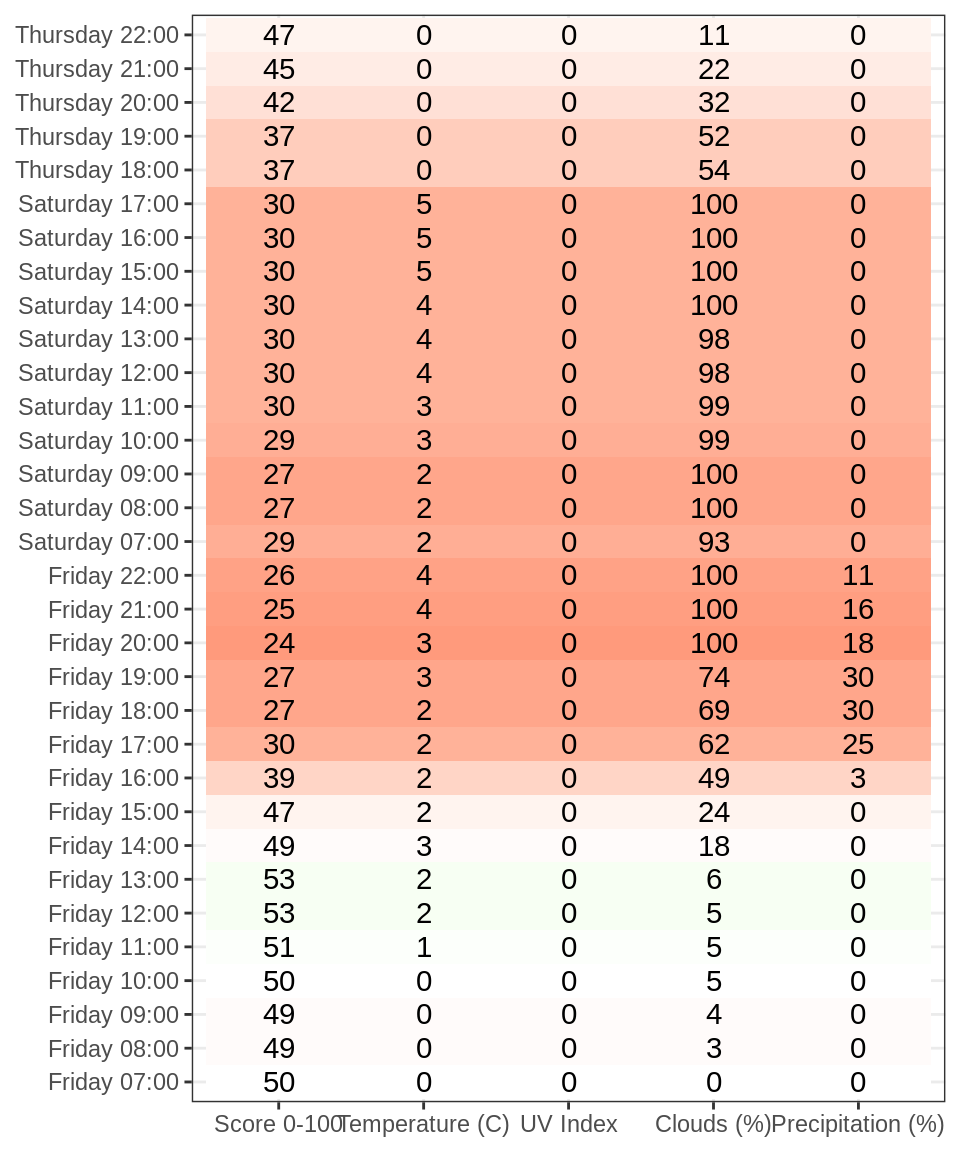 Thursday 22:00 47 0 0 11 0
Thursday 21:00 45 0 0 22 0
Thursday 20:00 42 0 0 32 0
Thursday 19:00 37 0 0 52 0
Thursday 18:00 37 0 0 54 0
Saturday 17:00 30 5 0 100 0
Saturday 16:00 30 5 0 100 0
Saturday 15:00 30 5 0 100 0
Saturday 14:00 30 4 0 100 0
Saturday 13:00 30 4 0 98 0
Saturday 12:00 30 4 0 98 0
Saturday 11:00 30 3 0 99 0
Saturday 10:00 29 3 0 99 0
Saturday 09:00 27 2 0 100 0
Saturday 08:00 27 2 0 100 0
Saturday 07:00 29 2 0 93 0
Friday 22:00 26 4 0 100 11
Friday 21:00 25 4 0 100 16
Friday 20:00 24 3 0 100 18
Friday 19:00 27 3 0 74 30
Friday 18:00 27 2 0 69 30
Friday 17:00 30 2 0 62 25
Friday 16:00 39 2 0 49 3
Friday 15:00 47 2 0 24 0
Friday 14:00 49 3 0 18 0
Friday 13:00 53 2 0 6 0
Friday 12:00 53 2 0 5 0
Friday 11:00 51 1 0 5 0
Friday 10:00 50 0 0 5 0
Friday 09:00 49 0 0 4 0
Friday 08:00 49 0 0 3 0
Friday 07:00 50 0 0 0 0
Score 0-100 Temperature (C) UV Index Clouds (%) Precipitation (%)